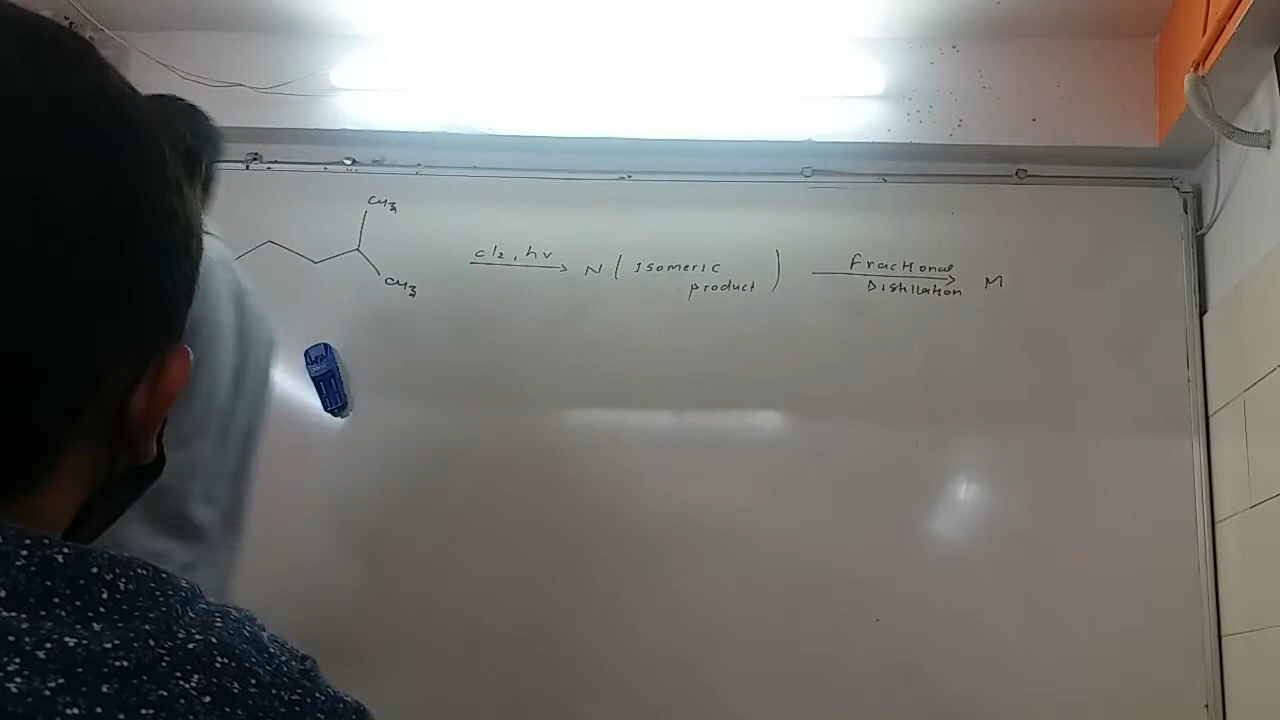 CH3
CH3
Cl2, hv
N ( Isomeric
product )
Fractional
Distillation
M